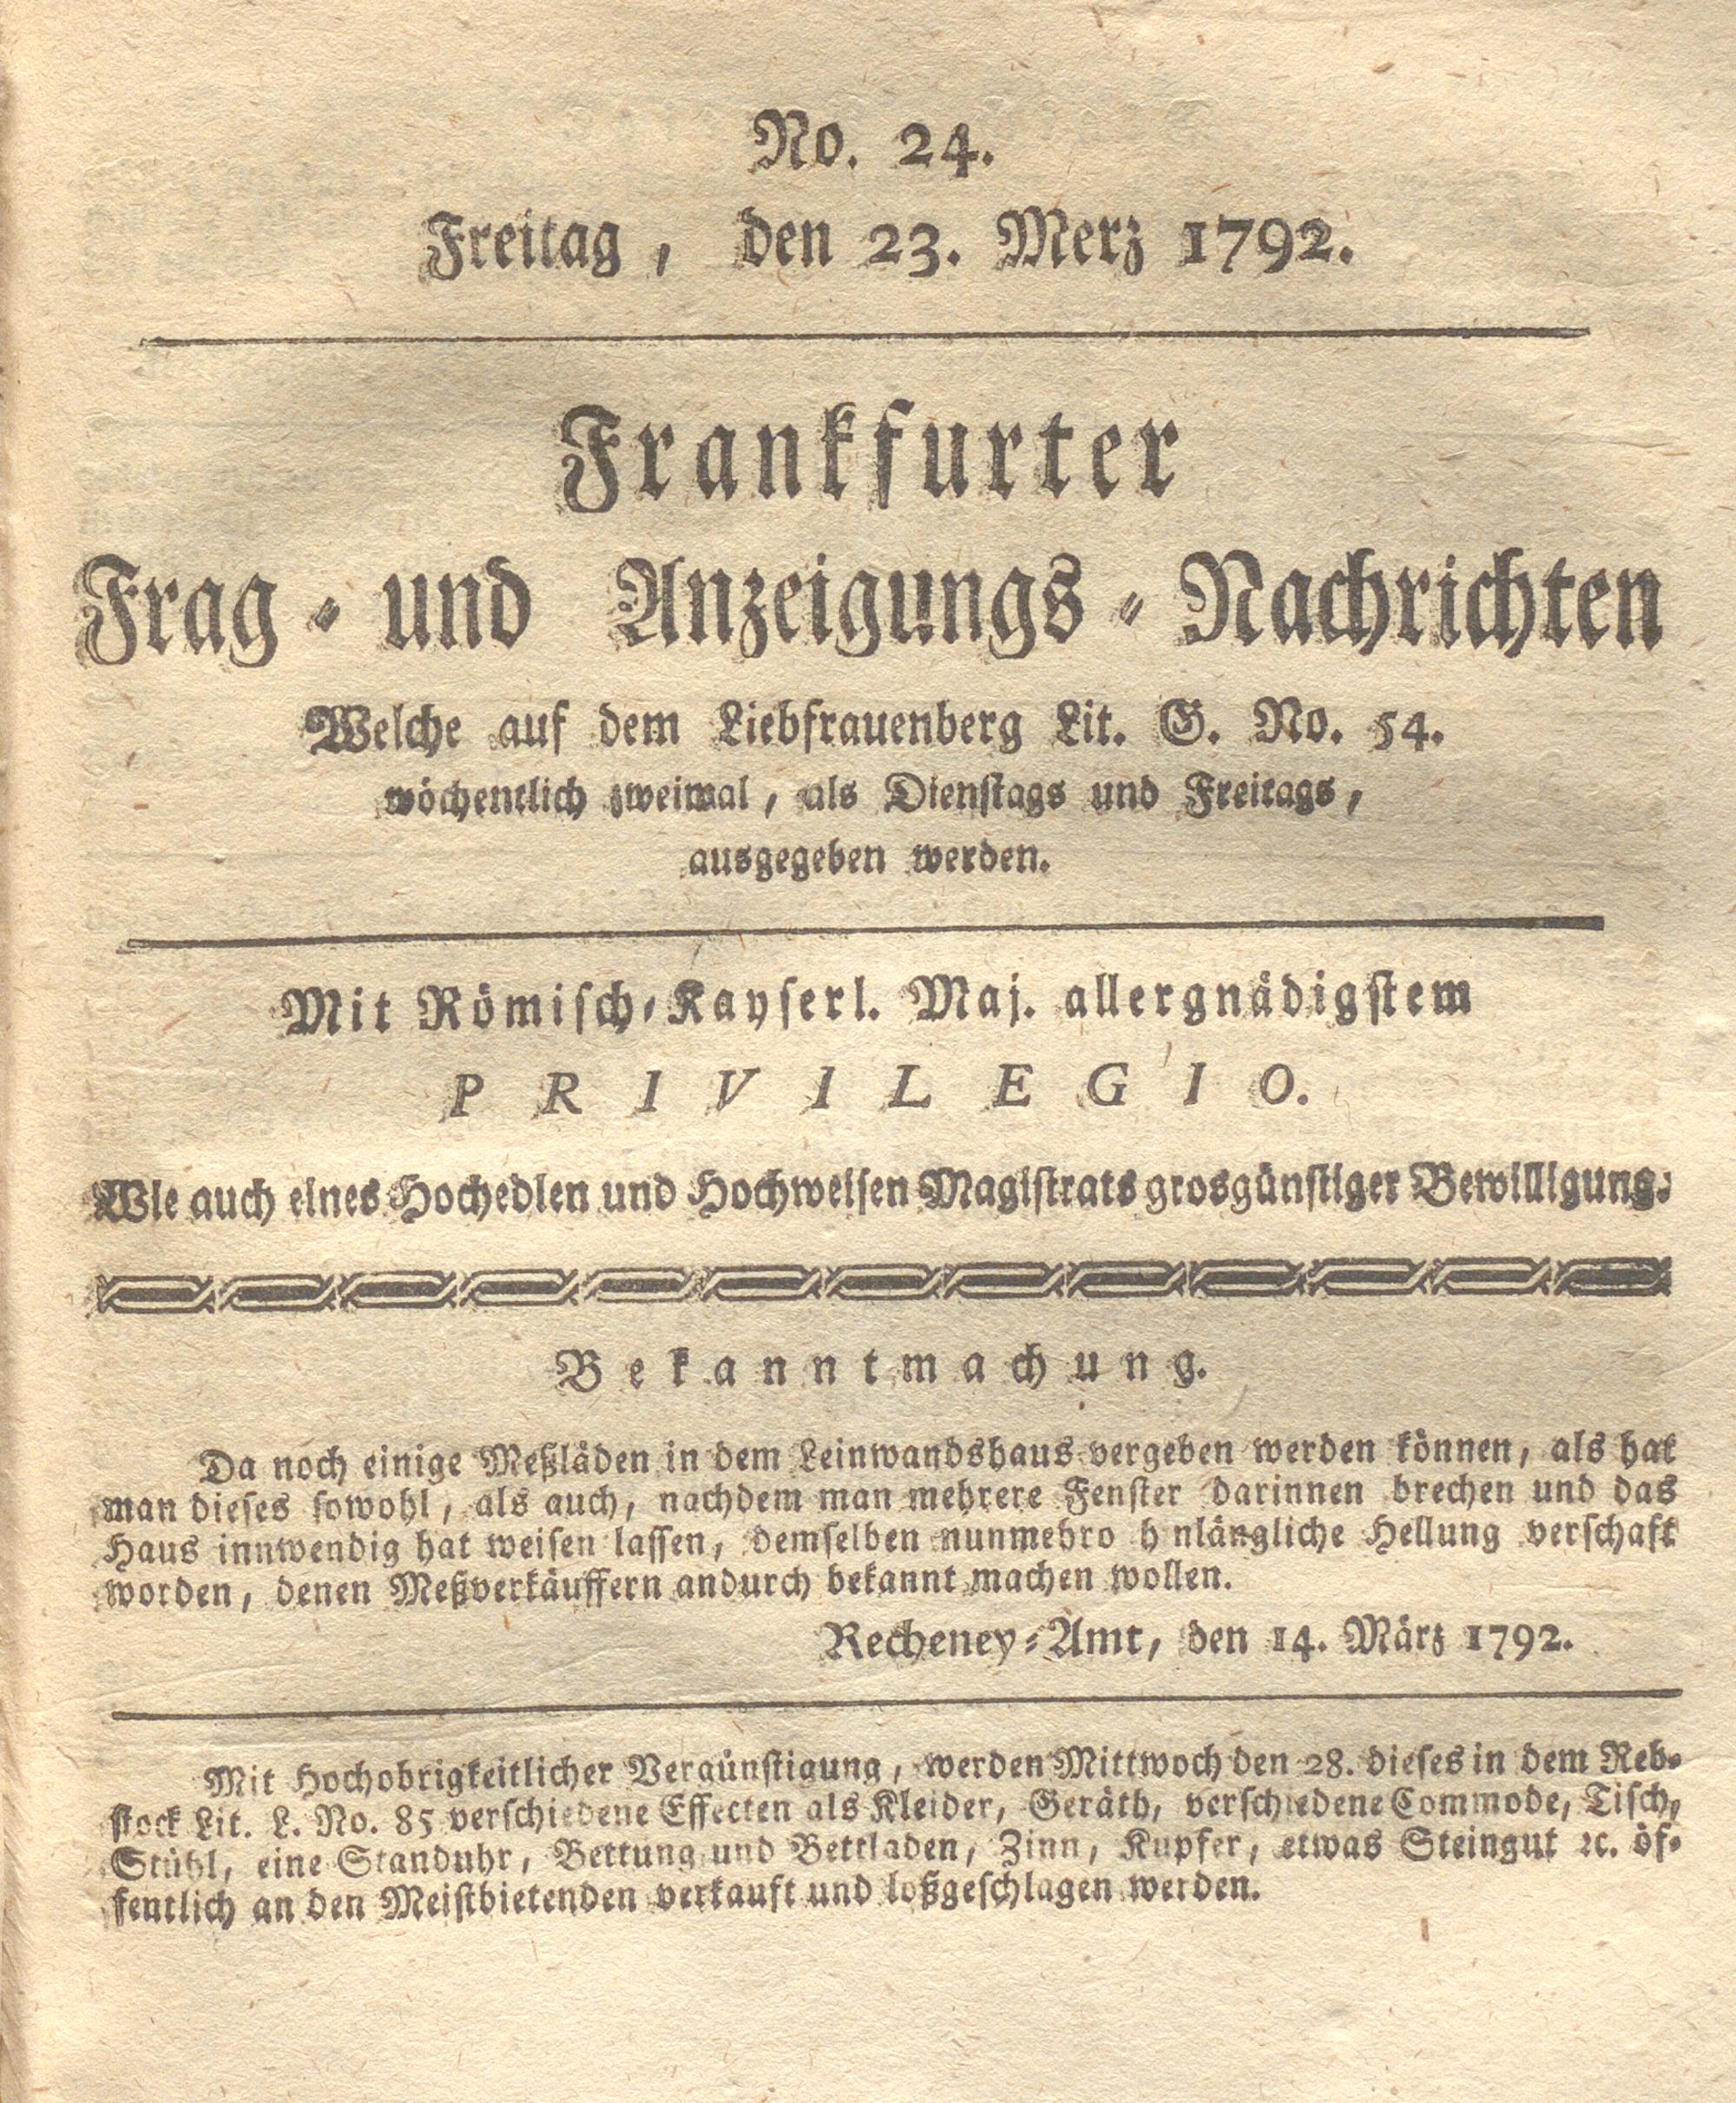 No. 24.
Freitag, den 23. Merz 1792.
Frankfurter
Frag- und Anzeigungs-Nachrichten
Welche auf dem Liebfrauenberg Lit. G. No. 54.
wöchentlich zweimal, als Dienstags und Freitags,
ausgegeben werden.
Mit Römisch-Kayserl. Maj. allergnädigstem
PRIVILEGIO.
Wie auch eines Hochedlen und Hochweisen Magistrats grosgünstiger Bewilligung.
Bekanntmachung.
Da noch einige Meßläden in dem Leinwandshaus vergeben werden können, als hat
man dieses sowohl, als auch, nachdem man mehrere Fenster darinnen brechen und das
Haus innwendig hat weisen lassen, demselben nunmehro h nlängliche Hellung verschaft
worden, denen Meßverkäuffern andurch bekannt machen wollen.
Recheney-Amt, den 14. März 1792.
Mit Hochobrigkeitlicher Vergünstigung, werden Mittwoch den 28. dieses in dem Reb-
stock Lit. L. No. 85 verschiedene Effecten als Kleider, Geräth, verschiedene Commode, Tisch,
Stühl, eine Standuhr, Bettung und Bettladen, Zinn, Kupfer, etwas Steingut ꝛc. öf-
fentlich an den Meistbietenden verkauft und loßgeschlagen werden.